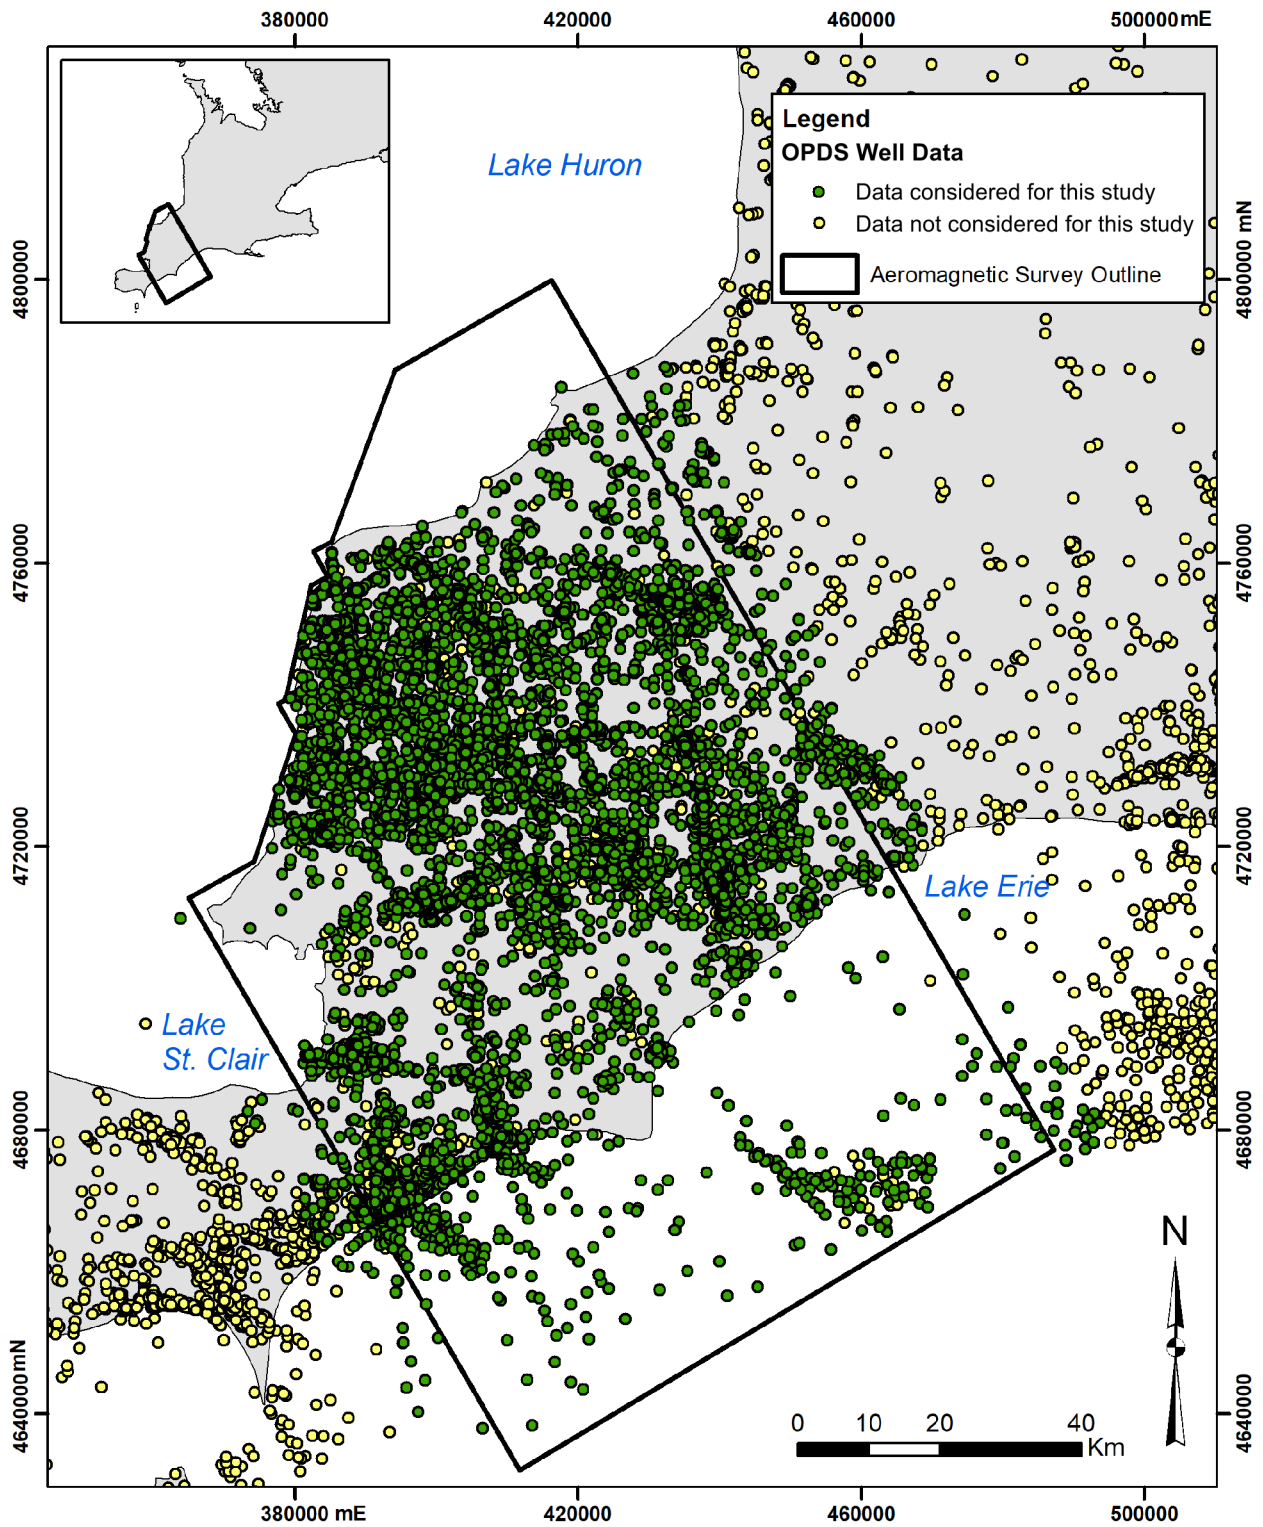 380000
420000
460000
500000mE
Legend
OPDS Well Data
Data considered for this study
Data not considered for this study
Aeromagnetic Survey Outline
Lake Huron
4800000
4800000 mN
4760000
4760000
4720000
4720000
Lake Erie
Lake
St. Clair
4680000
4680000
N
4640000mN
4640000
0
10
20
40
Km
380000 mE
420000
460000
500000